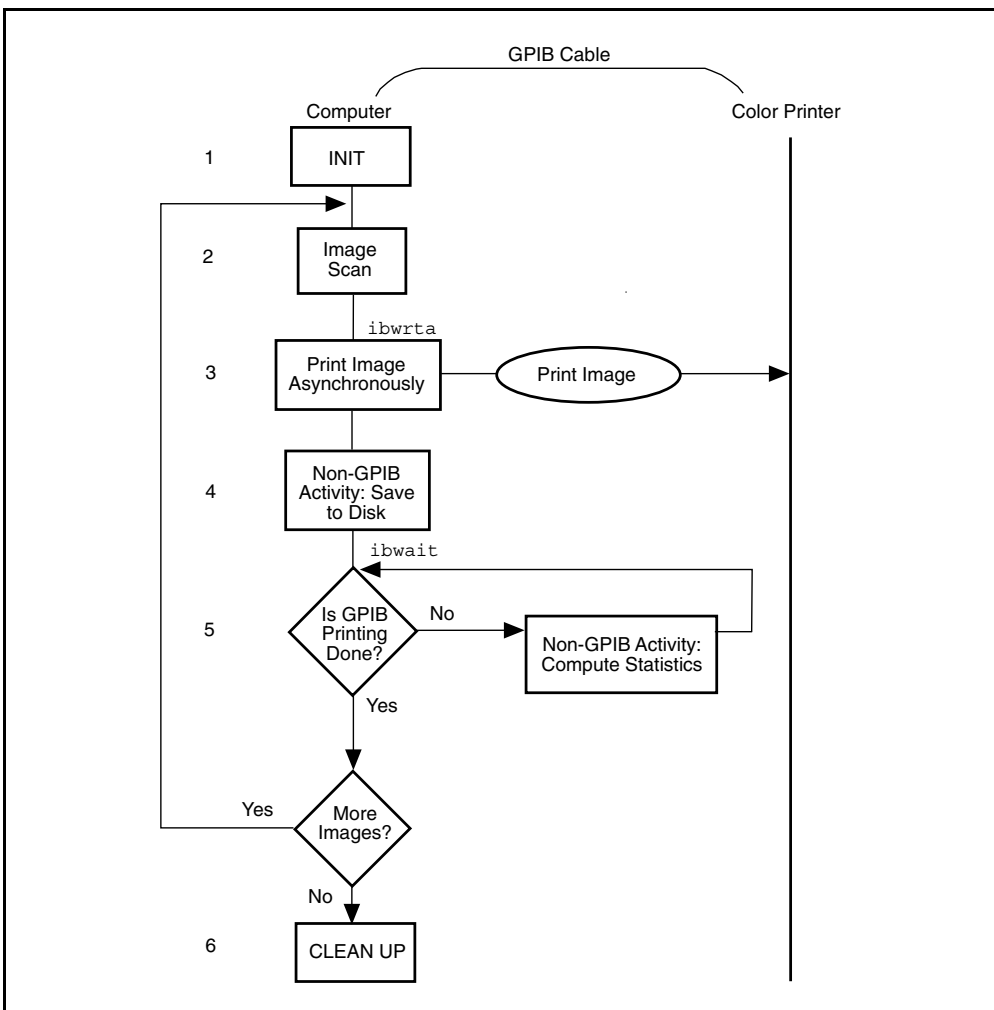 GPIB Cable
Computer
Color Printer
1
INIT
2
Image
Scan
ibwrta
3
Print Image
Asynchronously
Print Image
4
Non-GPIB
Activity: Save
to Disk
ibwait
5
Is GPIB
Printing
Done?
No
Non-GPIB Activity:
Compute Statistics
Yes
Yes
More
Images?
No
6
CLEAN UP